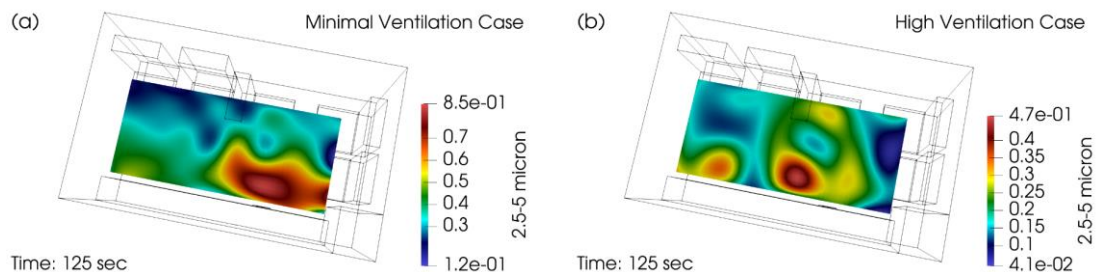 (a)
Minimal Ventilation Case
8.5e-01
0.7
0.6
0.5
0.4
0.3
1.2e-01
2.5-5 micron
Time: 125 sec
(b)
High Ventilation Case
4.7e-01
0.4
0.35
0.3
0.25
0.2
0.15
0.1
4.1e-02
2.5-5 micron
Time: 125 sec